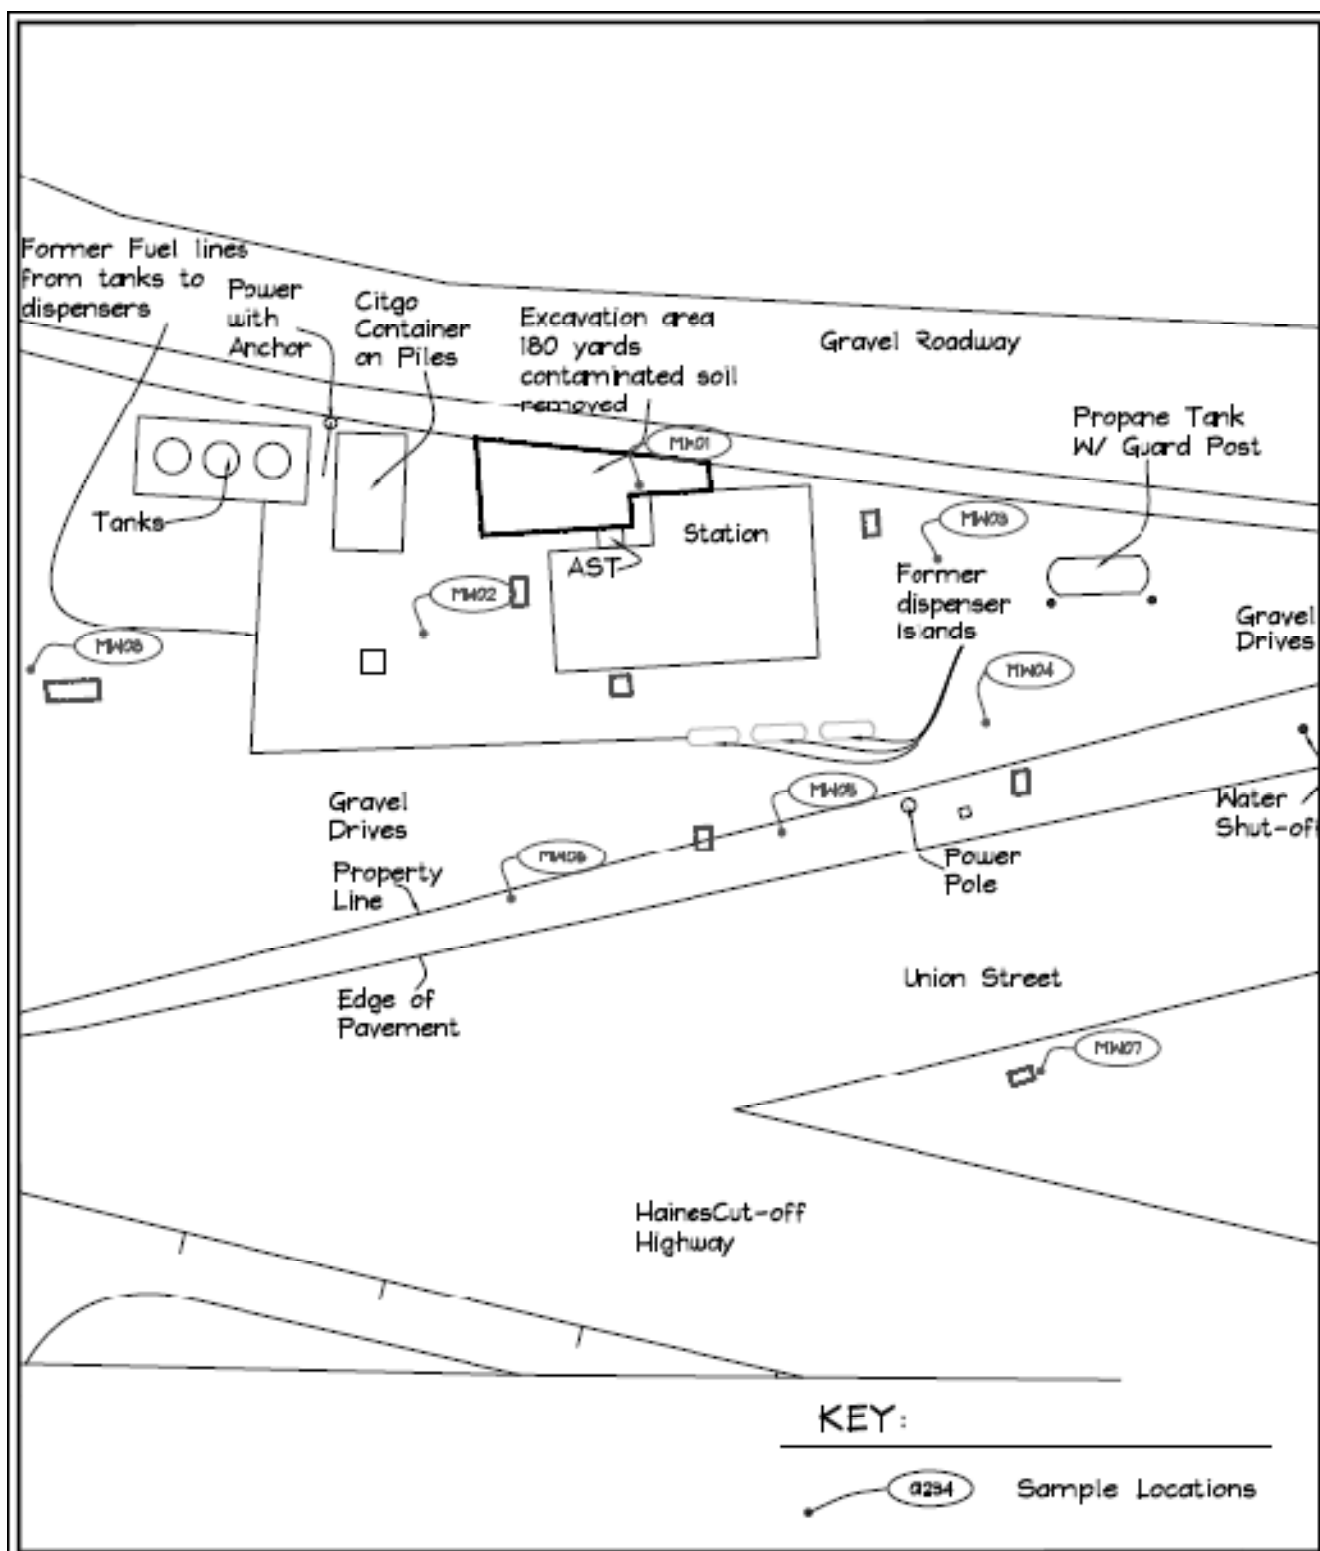 Former Fuel lines
from tanks to
dispensers
Power
with
Anchor
Citgo
Container
on Piles
Excavation area
180 yards
contaminated soil
removed
Gravel Roadway
Propane Tank
W/ Guard Post
MW01
Tanks
Station
MW03
AST
MW02
Former
dispenser
Islands
Gravel
Drives
MW08
MW04
Gravel
Drives
MW05
Water
Shut-off
MW06
Property
Line
Power
Pole
Union Street
Edge of
Pavement
MW07
HainesCut-off
Highway
KEY:
Sample Locations